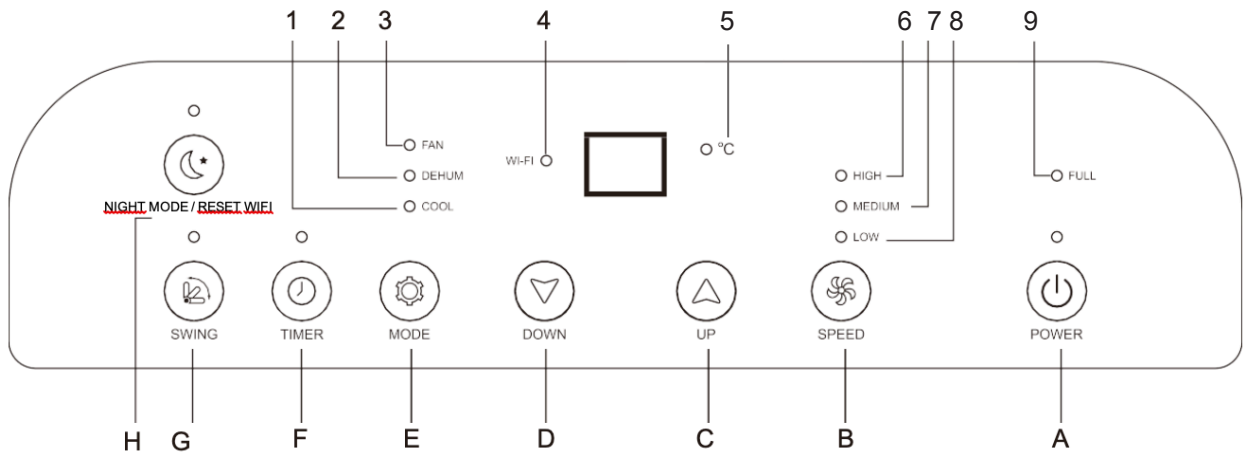 1 2 3 4 5 6 7 8 9
FAN
WI-FI
°C
DEHUM
HIGH
FULL
NIGHT MODE / RESET WIFI
COOL
MEDIUM
LOW
SWING TIMER MODE DOWN UP SPEED POWER
H G F E D C B A